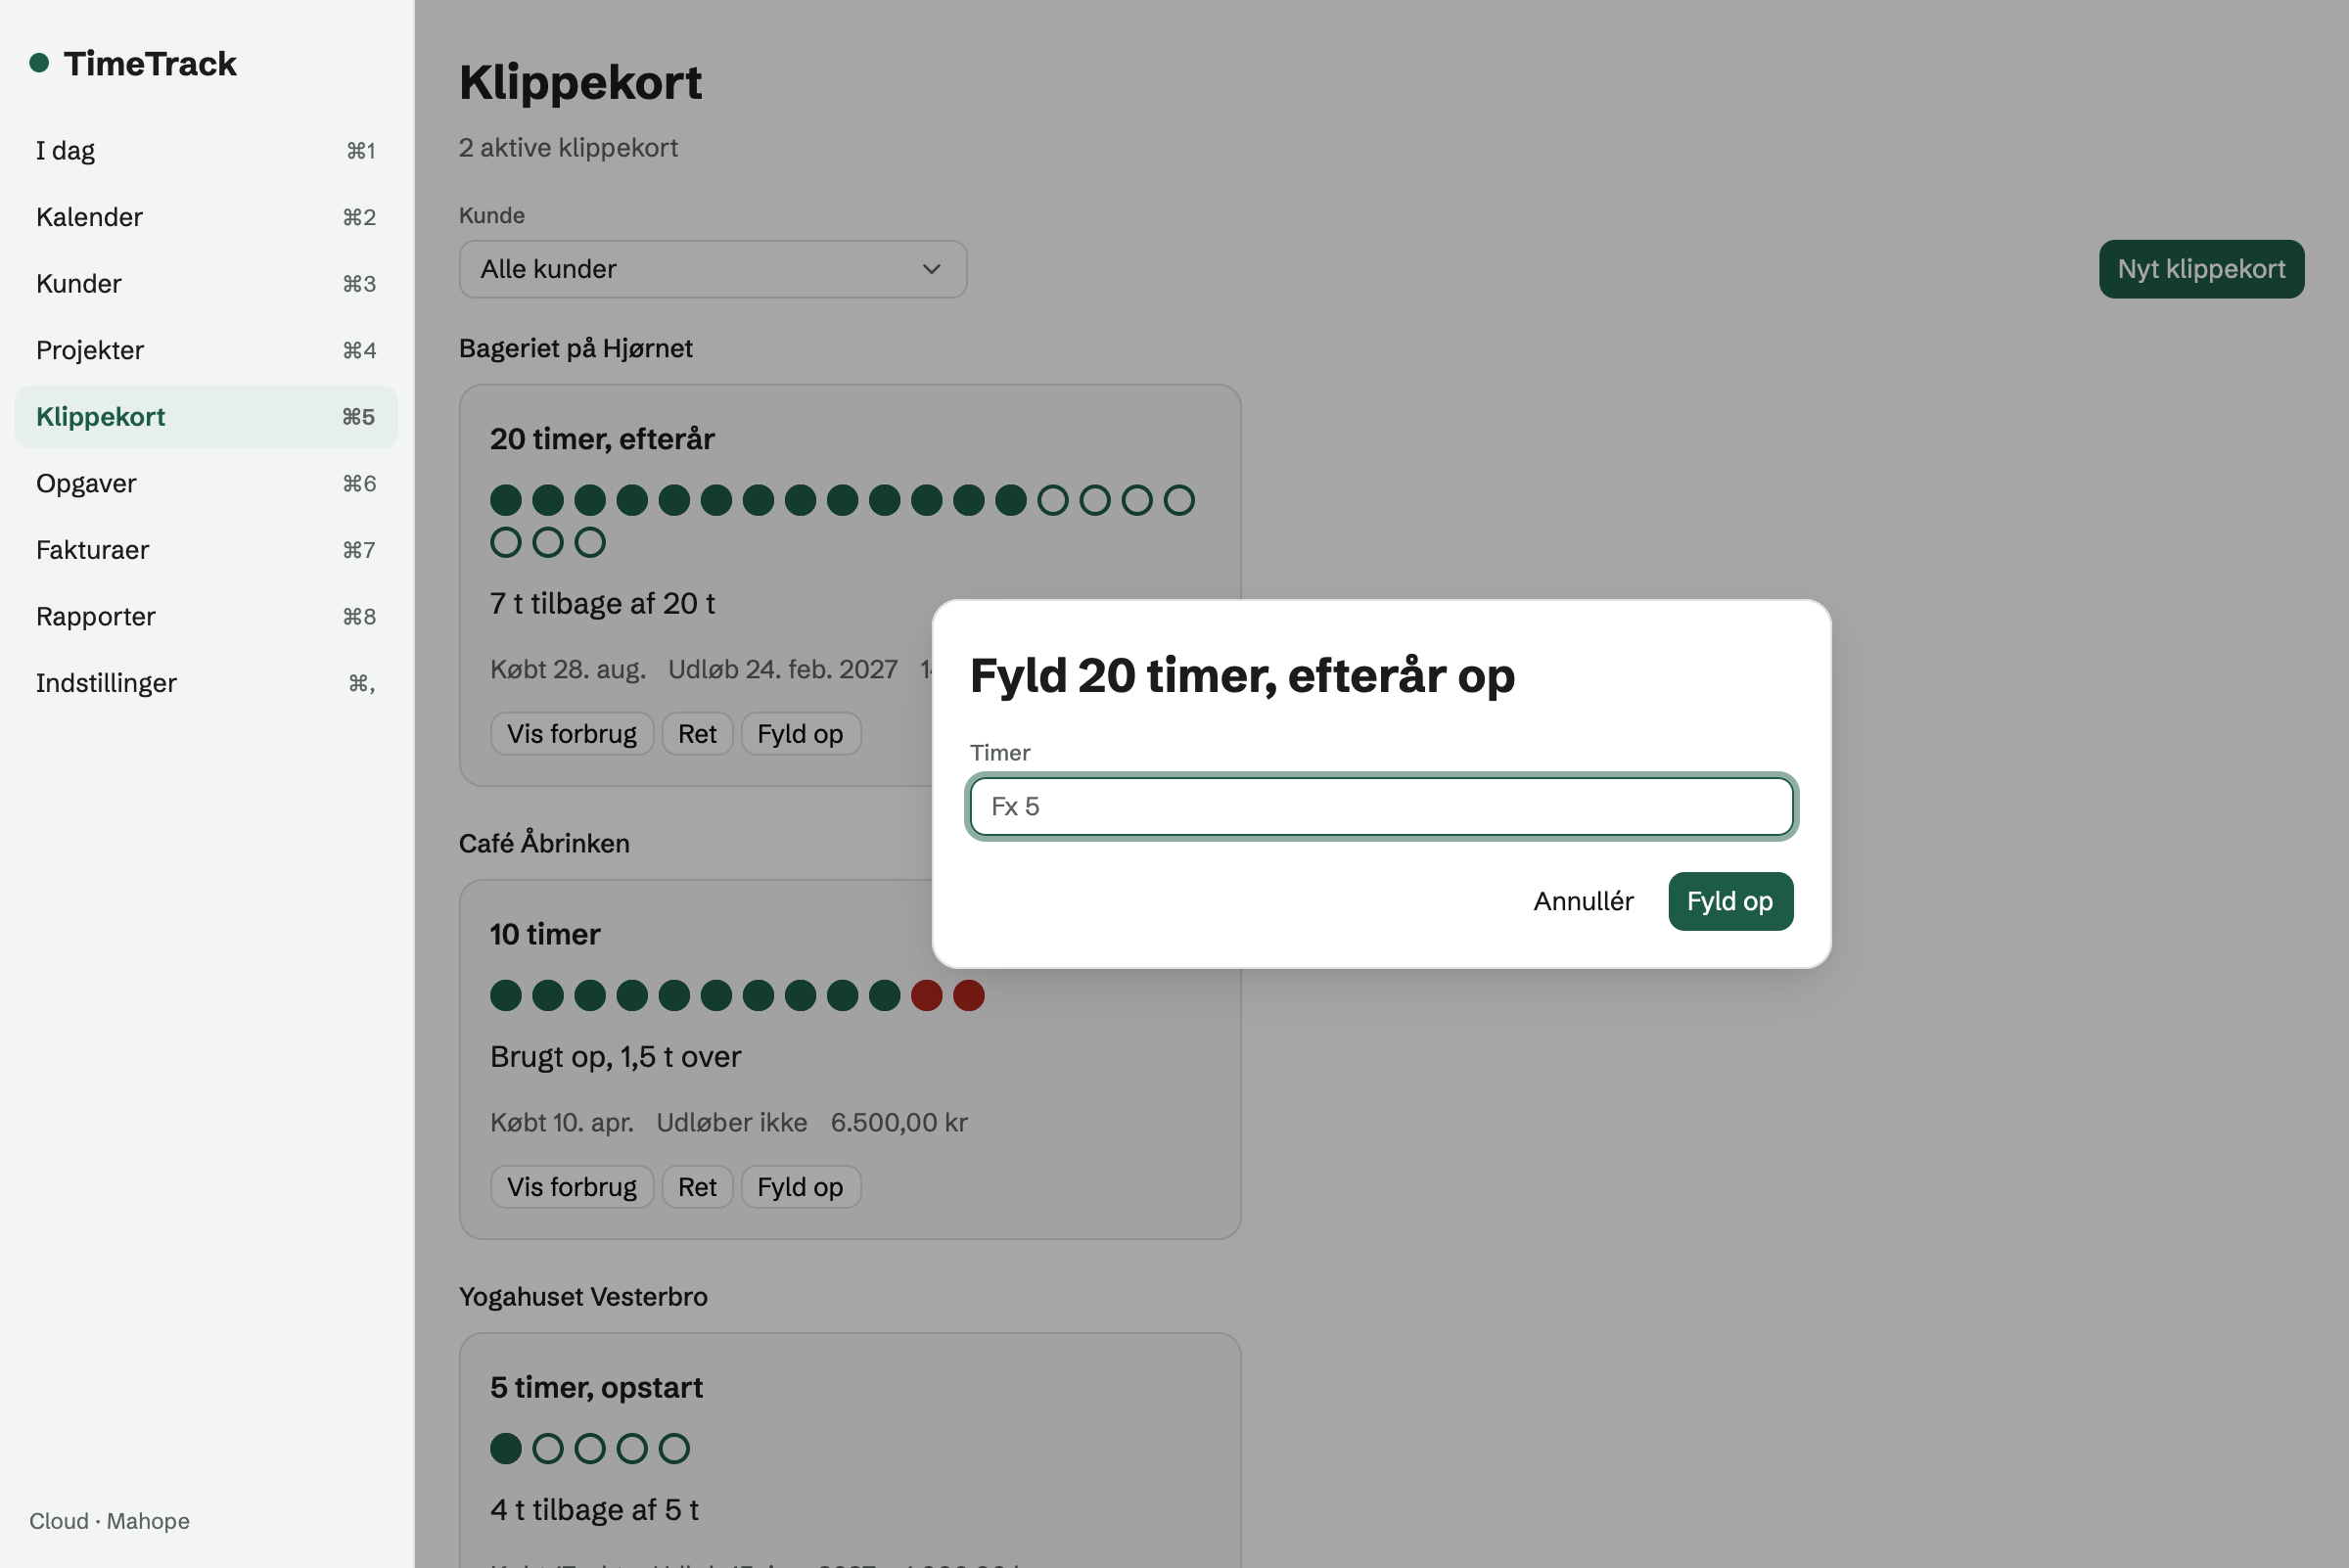 TimeTrack
I dag ⌘1
Kalender ⌘2
Kunder ⌘3
Projekter ⌘4
Klippekort ⌘5
Opgaver ⌘6
Fakturaer ⌘7
Rapporter ⌘8
Indstillinger ⌘,
Cloud · Mahope
Klippekort
2 aktive klippekort
Kunde
Alle kunder
Nyt klippekort
Bageriet på Hjørnet
20 timer, efterår
7 t tilbage af 20 t
Købt 28. aug. Udløb 24. feb. 2027
Vis forbrug Ret Fyld op
Fyld 20 timer, efterår op
Timer
Fx 5
Annullér Fyld op
Café Åbrinken
10 timer
Brugt op, 1,5 t over
Købt 10. apr. Udløber ikke 6.500,00 kr
Vis forbrug Ret Fyld op
Yogahuset Vesterbro
5 timer, opstart
4 t tilbage af 5 t